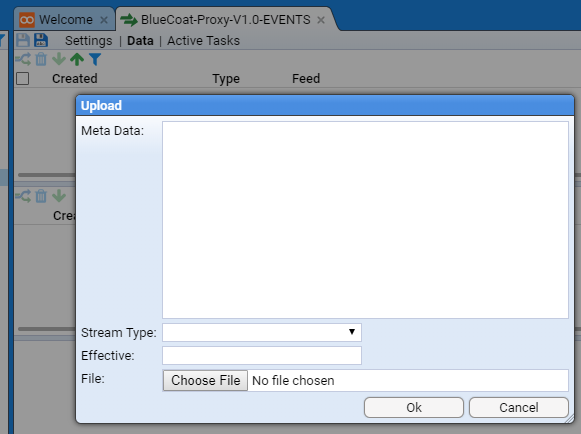 Welcome × BlueCoat-Proxy-V1.0-EVENTS ×
Settings | Data | Active Tasks
Created Type Feed
Upload
Meta Data:
Crea
Stream Type:
Effective:
File: Choose File No file chosen
Ok Cancel